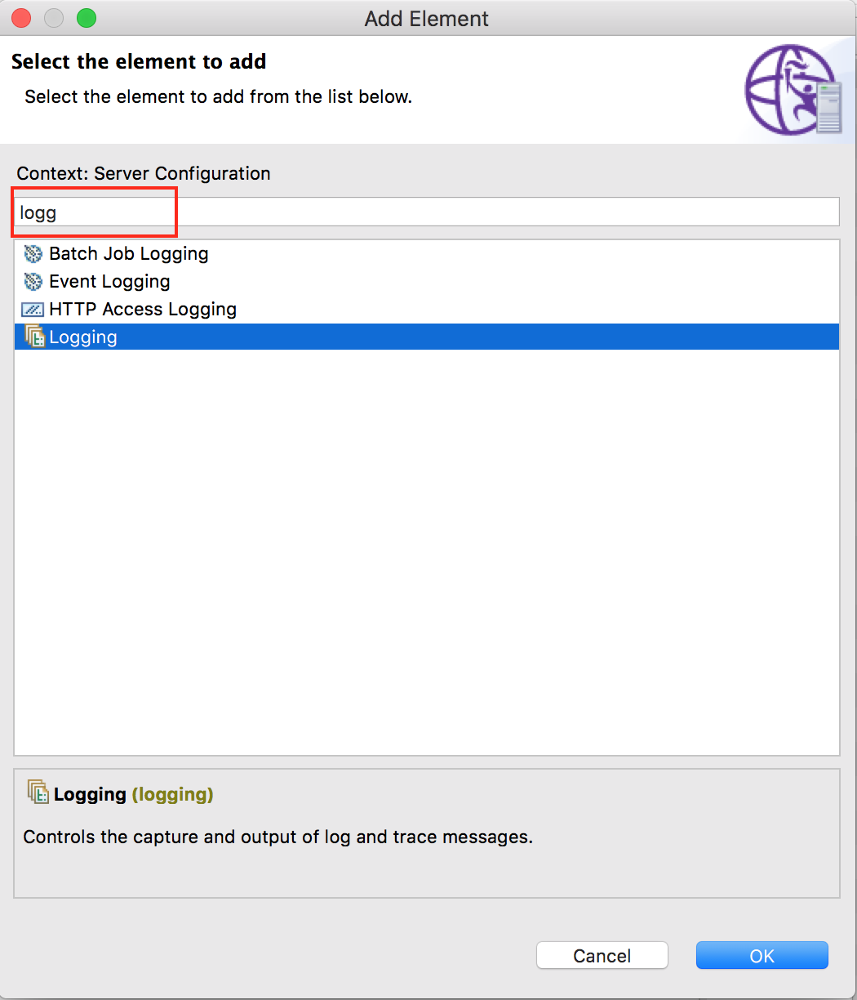 Add Element
Select the element to add
Select the element to add from the list below.
Context: Server Configuration
logg
Batch Job Logging
Event Logging
HTTP Access Logging
Logging
Logging (logging)
Controls the capture and output of log and trace messages.
Cancel
OK